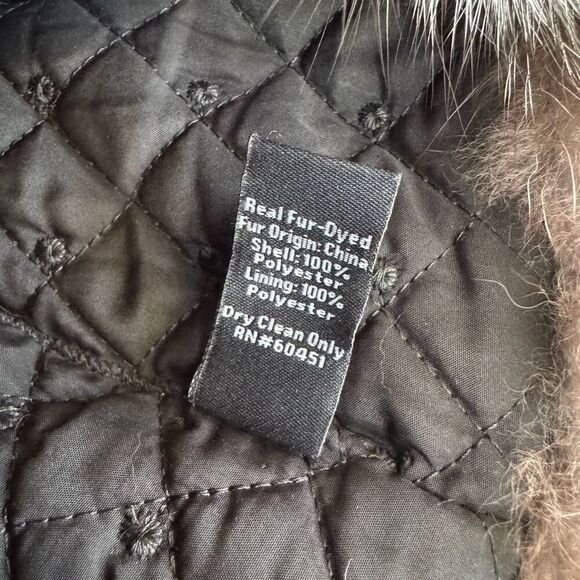 Real Fur-Dyed
Fur Origin: China
Shell: 100%
Polyester
Lining: 100%
Polyester
Dry Clean Only
RN#60451